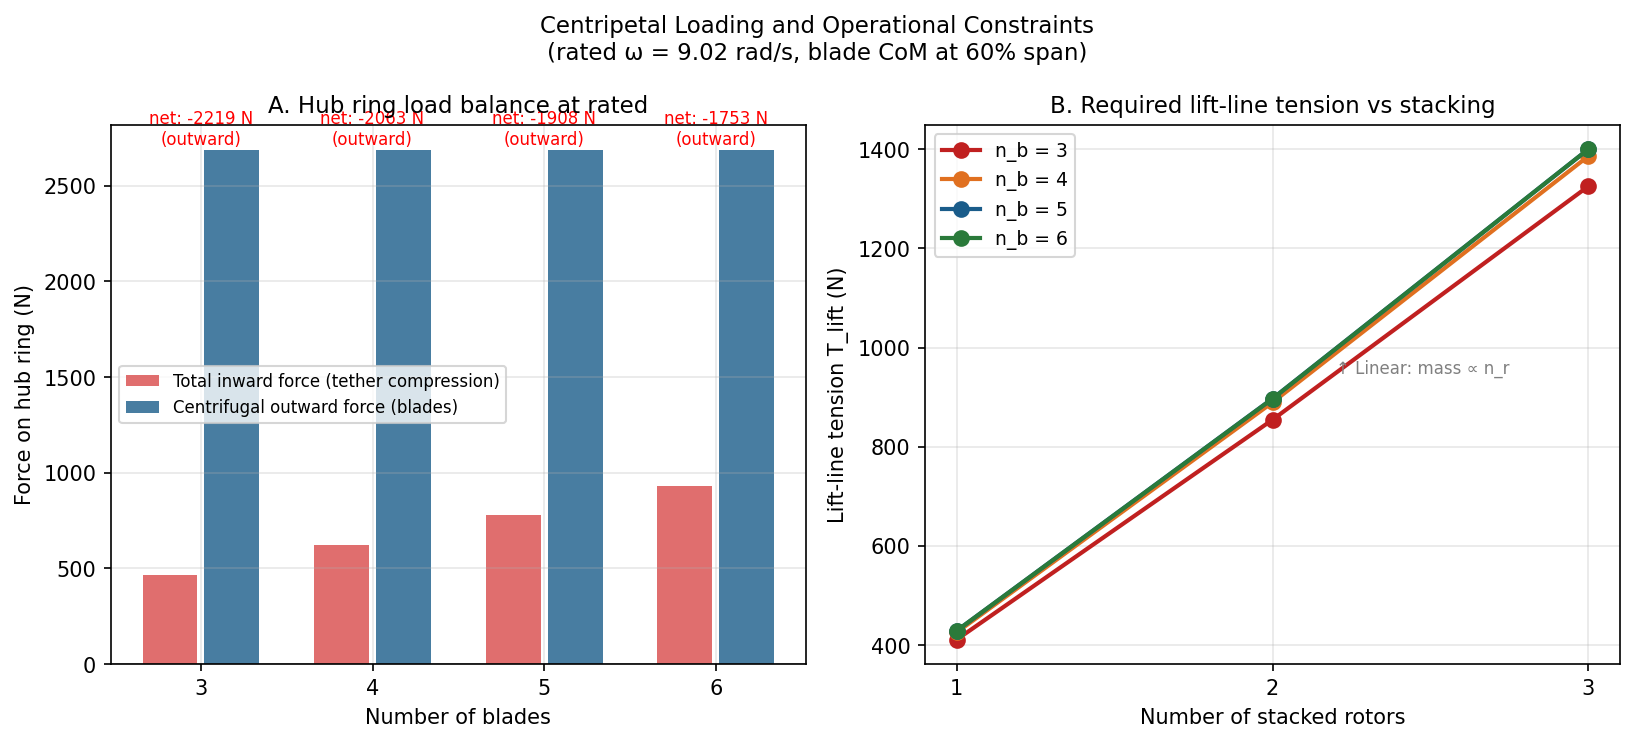 Centripetal Loading and Operational Constraints
(rated ω = 9.02 rad/s, blade CoM at 60% span)
A. Hub ring load balance at rated
net: -2219 N
(outward)
net: -2063 N
(outward)
net: -1908 N
(outward)
net: -1753 N
(outward)
Force on hub ring (N)
2500
2000
1500
1000
500
0
Total inward force (tether compression)
Centrifugal outward force (blades)
3
4
5
6
Number of blades
B. Required lift-line tension vs stacking
Lift-line tension T_lift (N)
1400
1200
1000
800
600
400
n_b = 3
n_b = 4
n_b = 5
n_b = 6
↑ Linear: mass ∝ n_r
1
2
3
Number of stacked rotors